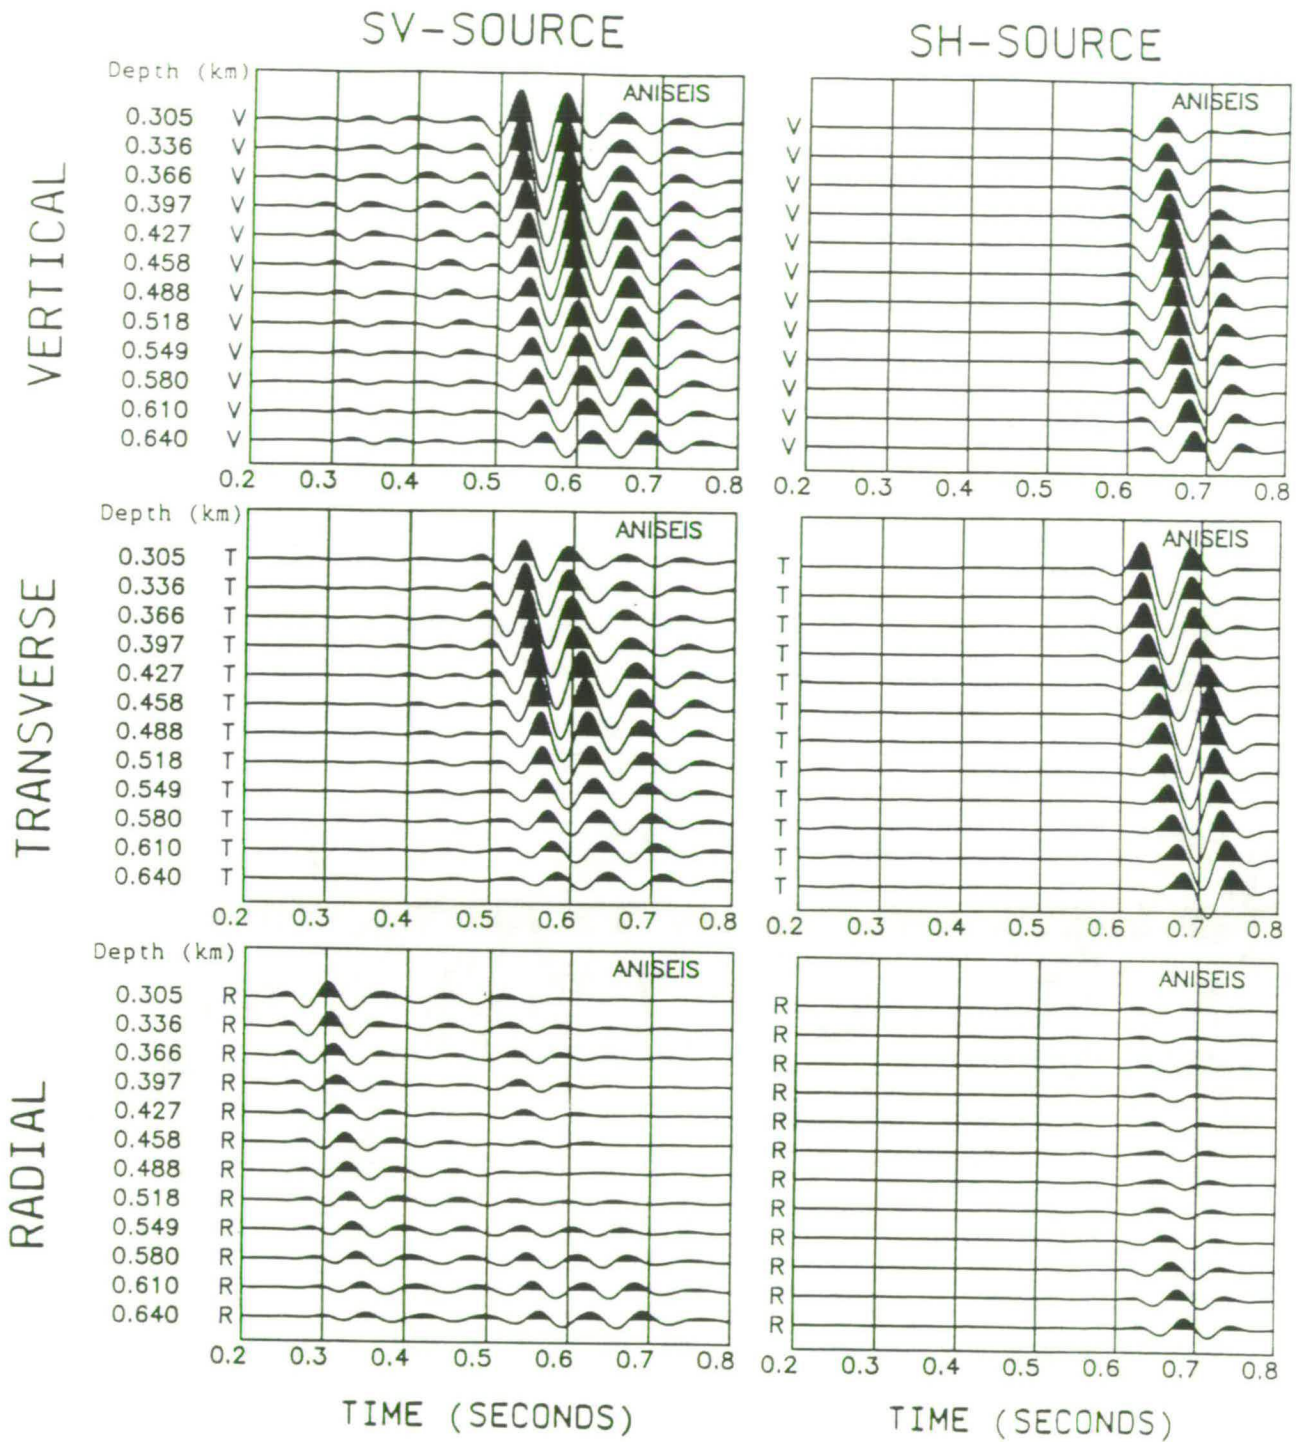 SV-SOURCE SH-SOURCE
Depth (km) ANISEIS ANISEIS
0.305 V V
0.336 V V
0.366 V V
0.397 V V
0.427 V V
0.458 V V
0.488 V V
0.518 V V
0.549 V V
0.580 V V
0.610 V V
0.640 V V
VERTICAL
0.2 0.3 0.4 0.5 0.6 0.7 0.8 0.2 0.3 0.4 0.5 0.6 0.7 0.8
Depth (km) ANISEIS ANISEIS
0.305 T T
0.336 T T
0.366 T T
0.397 T T
0.427 T T
0.458 T T
0.488 T T
0.518 T T
0.549 T T
0.580 T T
0.610 T T
0.640 T T
TRANSVERSE
0.2 0.3 0.4 0.5 0.6 0.7 0.8 0.2 0.3 0.4 0.5 0.6 0.7 0.8
Depth (km) ANISEIS ANISEIS
0.305 R R
0.336 R R
0.366 R R
0.397 R R
0.427 R R
0.458 R R
0.488 R R
0.518 R R
0.549 R R
0.580 R R
0.610 R R
0.640 R R
RADIAL
0.2 0.3 0.4 0.5 0.6 0.7 0.8 0.2 0.3 0.4 0.5 0.6 0.7 0.8
TIME (SECONDS) TIME (SECONDS)